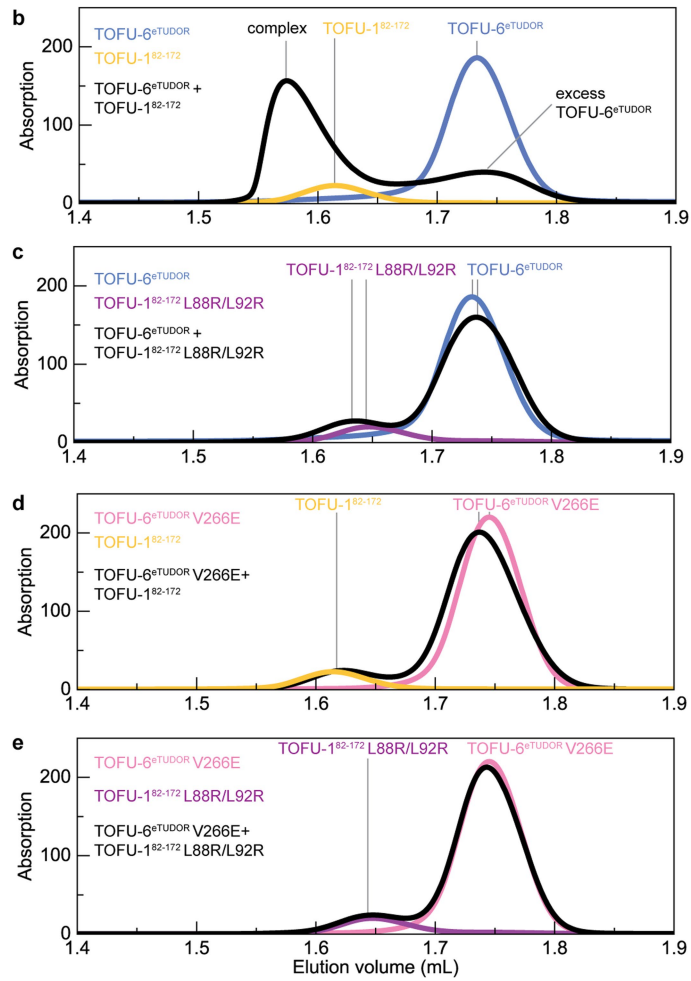 b
complex TOFU-1⁸²⁻¹⁷² TOFU-6ᵉᵀᵁᴰᴼᴿ
TOFU-6ᵉᵀᵁᴰᴼᴿ
TOFU-1⁸²⁻¹⁷²
TOFU-6ᵉᵀᵁᴰᴼᴿ +
TOFU-1⁸²⁻¹⁷²
excess
TOFU-6ᵉᵀᵁᴰᴼᴿ
Absorption
200
100
0
1.4 1.5 1.6 1.7 1.8 1.9
c
TOFU-1⁸²⁻¹⁷² L88R/L92R TOFU-6ᵉᵀᵁᴰᴼᴿ
TOFU-6ᵉᵀᵁᴰᴼᴿ
TOFU-1⁸²⁻¹⁷² L88R/L92R
TOFU-6ᵉᵀᵁᴰᴼᴿ +
TOFU-1⁸²⁻¹⁷² L88R/L92R
Absorption
200
100
0
1.4 1.5 1.6 1.7 1.8 1.9
d
TOFU-1⁸²⁻¹⁷² TOFU-6ᵉᵀᵁᴰᴼᴿ V266E
TOFU-6ᵉᵀᵁᴰᴼᴿ V266E
TOFU-1⁸²⁻¹⁷²
TOFU-6ᵉᵀᵁᴰᴼᴿ V266E+
TOFU-1⁸²⁻¹⁷²
Absorption
200
100
0
1.4 1.5 1.6 1.7 1.8 1.9
e
TOFU-1⁸²⁻¹⁷² L88R/L92R TOFU-6ᵉᵀᵁᴰᴼᴿ V266E
TOFU-6ᵉᵀᵁᴰᴼᴿ V266E
TOFU-1⁸²⁻¹⁷² L88R/L92R
TOFU-6ᵉᵀᵁᴰᴼᴿ V266E+
TOFU-1⁸²⁻¹⁷² L88R/L92R
Absorption
200
100
0
1.4 1.5 1.6 1.7 1.8 1.9
Elution volume (mL)